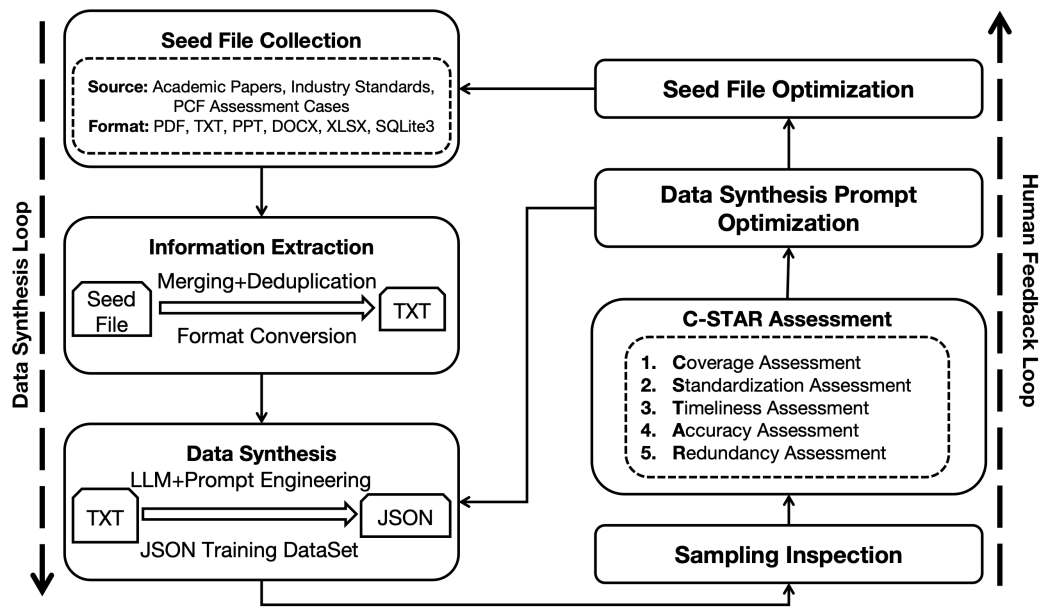 Data Synthesis Loop
Seed File Collection
Source: Academic Papers, Industry Standards,
PCF Assessment Cases
Format: PDF, TXT, PPT, DOCX, XLSX, SQLite3
Information Extraction
Merging+Deduplication
Seed
File
TXT
Format Conversion
Data Synthesis
LLM+Prompt Engineering
TXT
JSON
JSON Training DataSet
Seed File Optimization
Data Synthesis Prompt
Optimization
C-STAR Assessment
1. Coverage Assessment
2. Standardization Assessment
3. Timeliness Assessment
4. Accuracy Assessment
5. Redundancy Assessment
Sampling Inspection
Human Feedback Loop